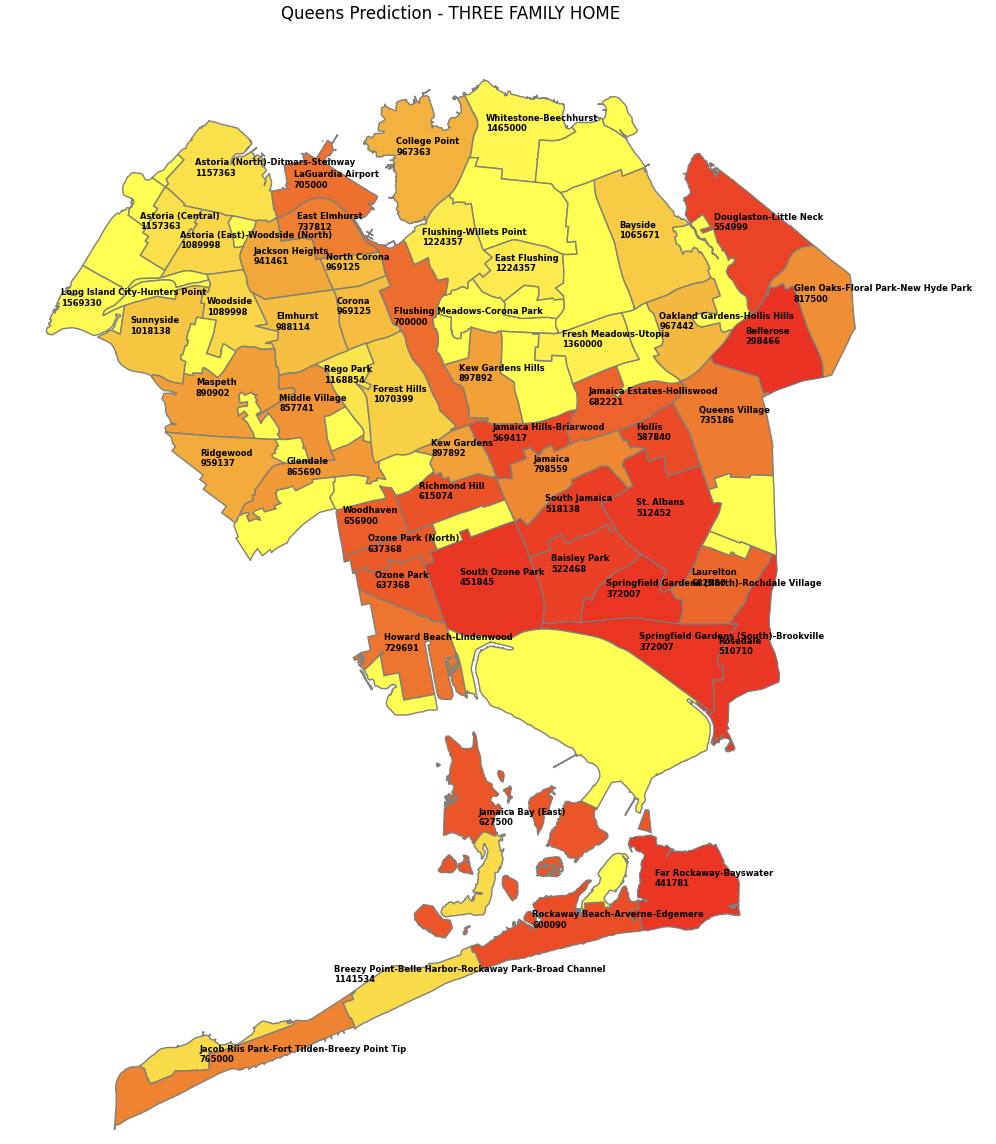 Queens Prediction - THREE FAMILY HOME
Whitestone-Beechhurst
1465000
College Point
967363
Astoria (North)-Ditmars-Steinway
1157363
LaGuardia Airport
705000
Astoria (Central)
1157363
East Elmhurst
737812
Douglaston-Little Neck
554999
Astoria (East)-Woodside (North)
1089998
Flushing-Willets Point
1224357
Bayside
1065671
Jackson Heights
941461
North Corona
969125
East Flushing
1224357
Long Island City-Hunters Point
1569330
Glen Oaks-Floral Park-New Hyde Park
817500
Woodside
1089998
Corona
969125
Flushing Meadows-Corona Park
700000
Sunnyside
1018138
Elmhurst
988114
Oakland Gardens-Hollis Hills
967442
Fresh Meadows-Utopia
1360000
Bellerose
298466
Rego Park
1168854
Kew Gardens Hills
897892
Maspeth
890902
Forest Hills
1070399
Jamaica Estates-Holliswood
682221
Middle Village
857741
Queens Village
735186
Jamaica Hills-Briarwood
569417
Hollis
587840
Kew Gardens
897892
Ridgewood
959137
Glendale
865690
Jamaica
798559
Richmond Hill
615074
South Jamaica
518138
St. Albans
512452
Woodhaven
656900
Ozone Park (North)
637368
Baisley Park
522468
Ozone Park
637368
South Ozone Park
451845
Laurelton
Springfield Gardens (North)-Rochdale Village
372007
Howard Beach-Lindenwood
729691
Springfield Gardens (South)-Brookville
372007
Rosedale
510710
Jamaica Bay (East)
627500
Far Rockaway-Bayswater
441781
Rockaway Beach-Arverne-Edgemere
600090
Breezy Point-Belle Harbor-Rockaway Park-Broad Channel
1141534
Jacob Riis Park-Fort Tilden-Breezy Point Tip
765000